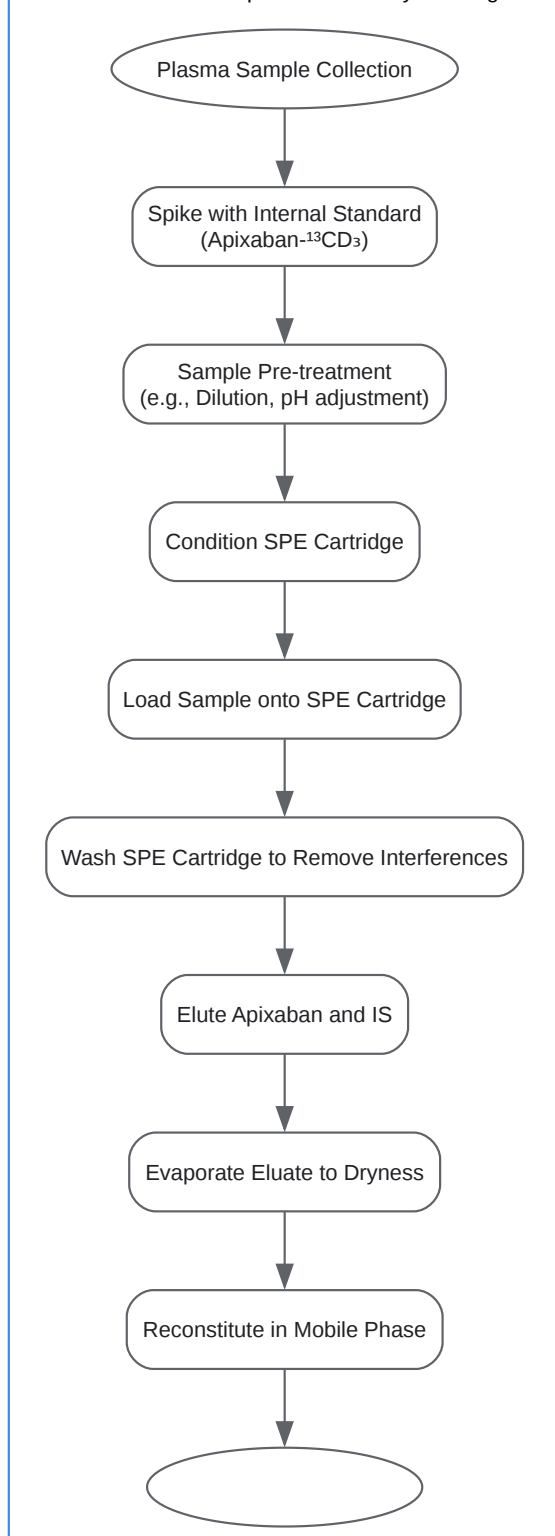 Plasma Sample Collection
Spike with Internal Standard
(Apixaban-¹³CD₃)
Sample Pre-treatment
(e.g., Dilution, pH adjustment)
Condition SPE Cartridge
Load Sample onto SPE Cartridge
Wash SPE Cartridge to Remove Interferences
Elute Apixaban and IS
Evaporate Eluate to Dryness
Reconstitute in Mobile Phase